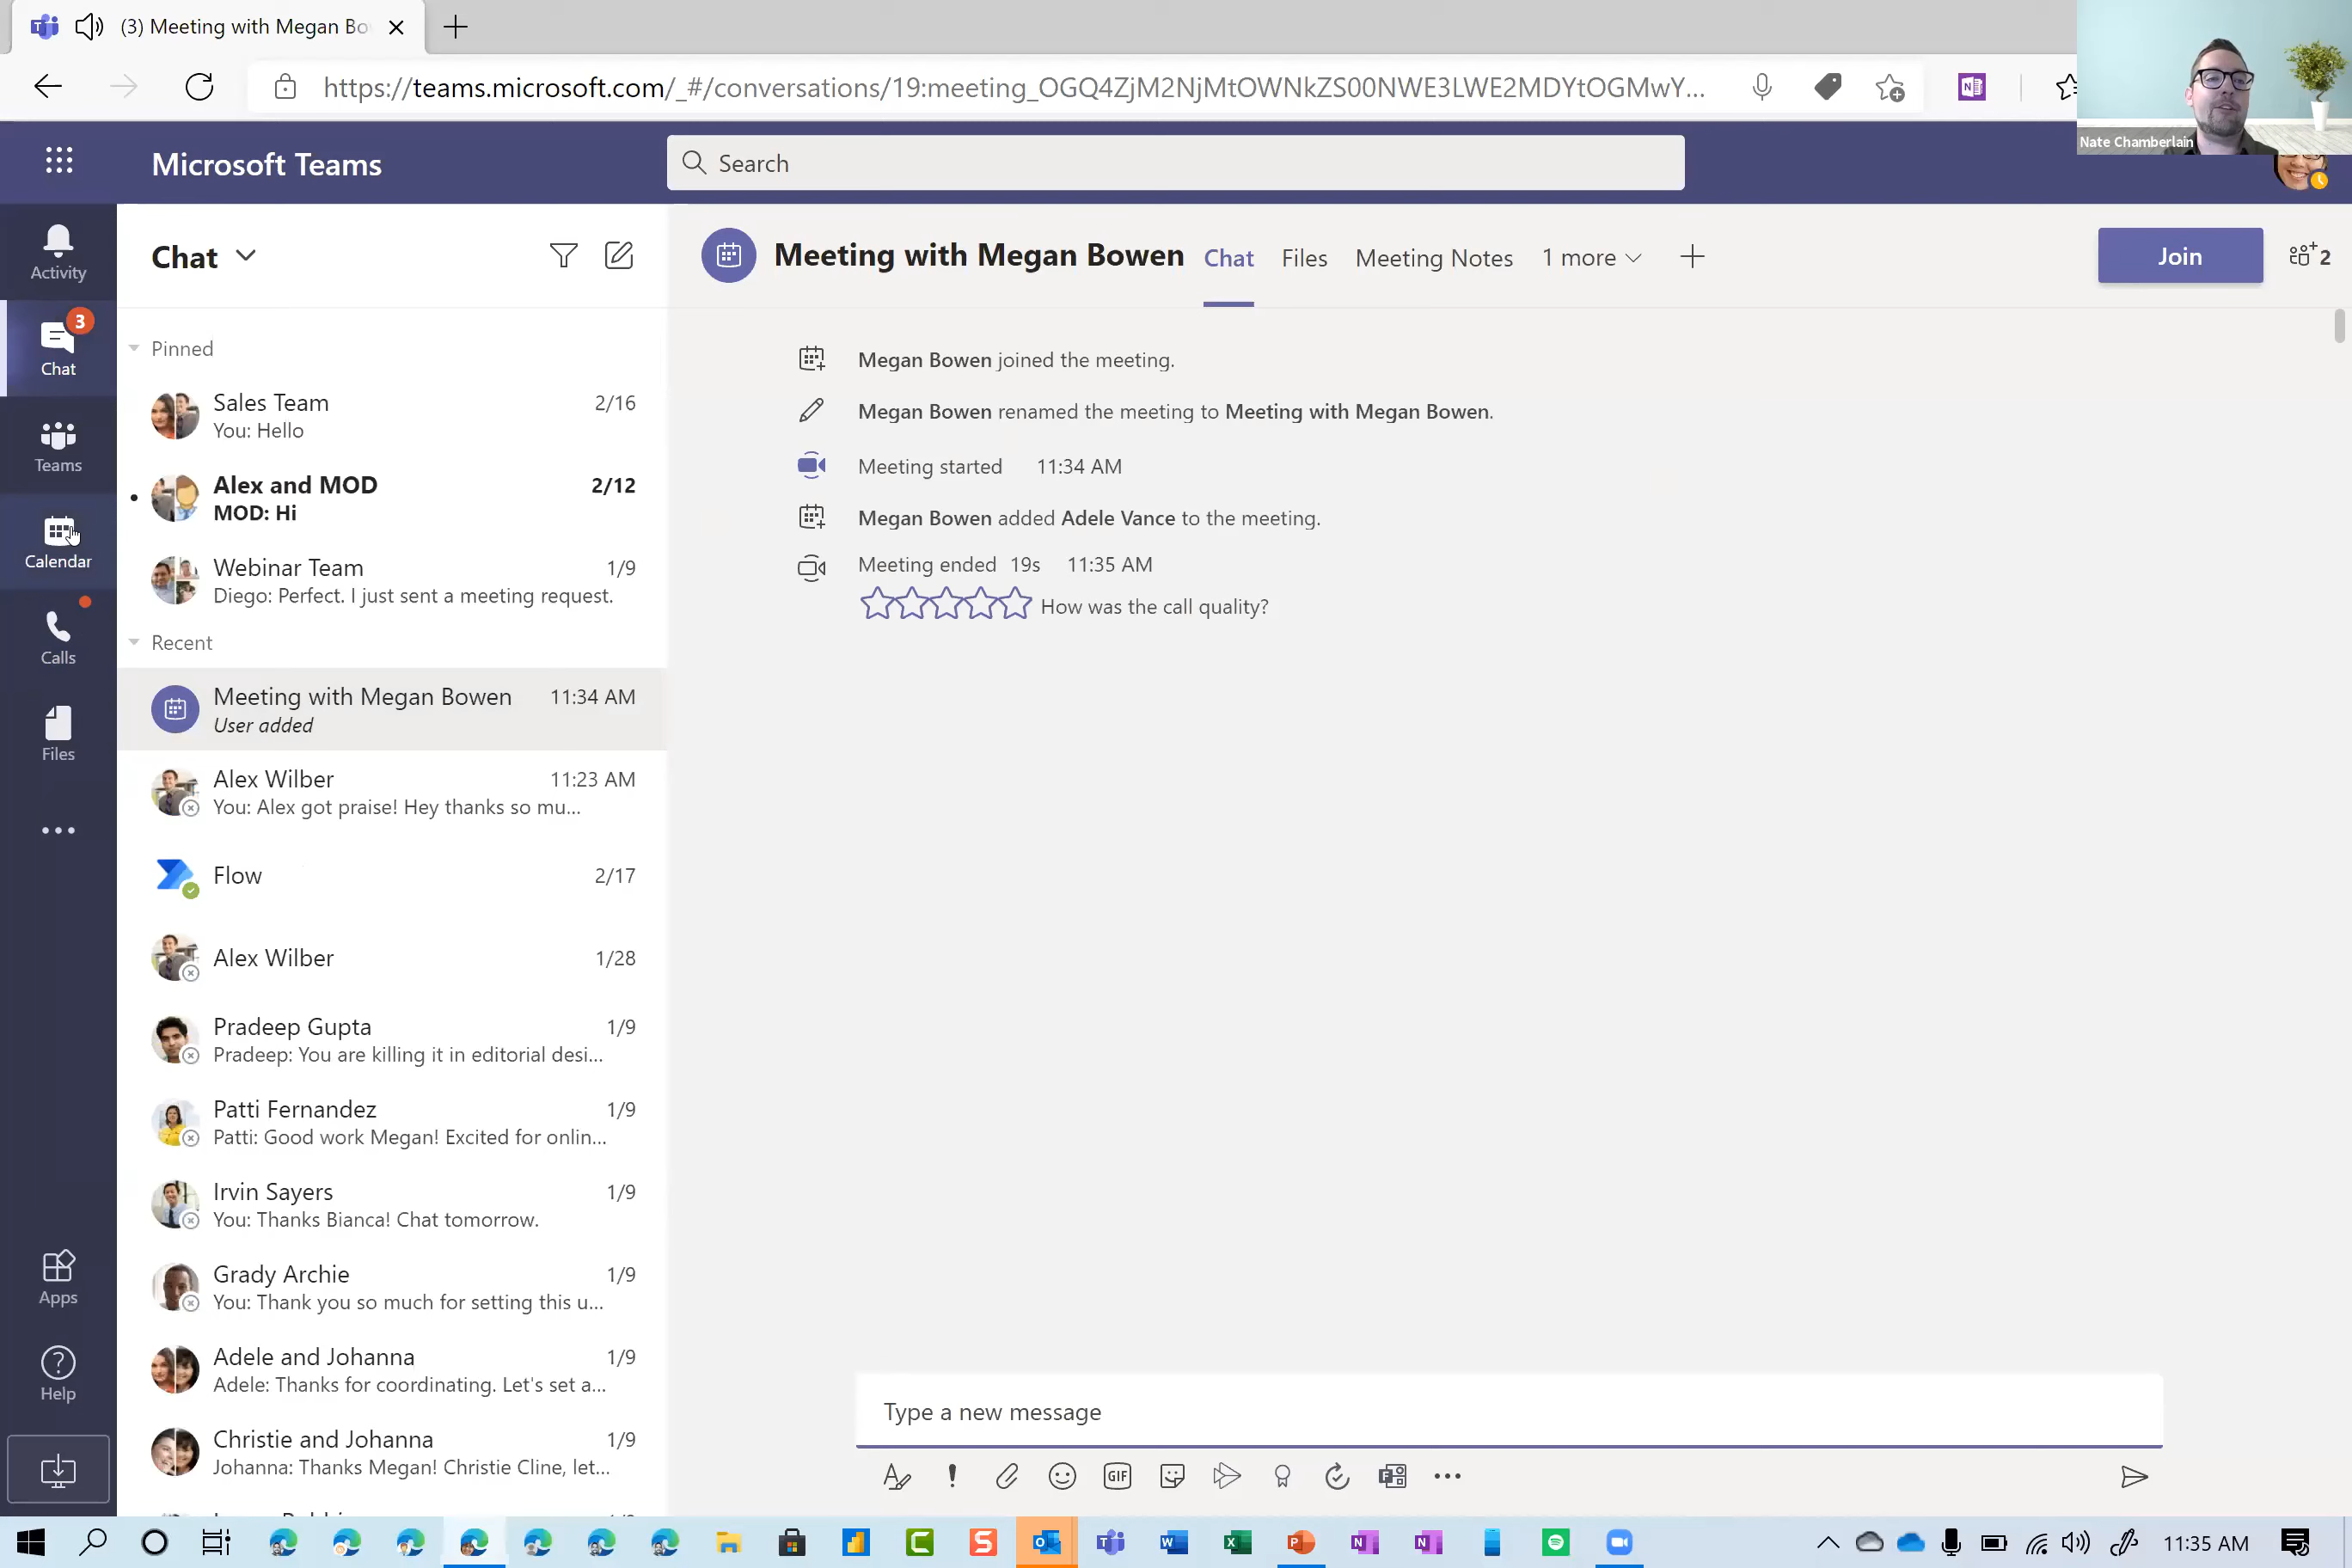 (3) Meeting with Megan Bo
https://teams.microsoft.com/_#/conversations/19:meeting_OGQ4ZjM2NjMtOWNkZS00NWE3LWE2MDYtOGMwY...
Nate Chamberlain
Microsoft Teams
Search
Activity
3
Chat
Teams
Calendar
Calls
Files
Apps
Help
Chat
Pinned
Sales Team 2/16
You: Hello
Alex and MOD 2/12
MOD: Hi
Webinar Team 1/9
Diego: Perfect. I just sent a meeting request.
Recent
Meeting with Megan Bowen 11:34 AM
User added
Alex Wilber 11:23 AM
You: Alex got praise! Hey thanks so mu...
Flow 2/17
Alex Wilber 1/28
Pradeep Gupta 1/9
Pradeep: You are killing it in editorial desi...
Patti Fernandez 1/9
Patti: Good work Megan! Excited for onlin...
Irvin Sayers 1/9
You: Thanks Bianca! Chat tomorrow.
Grady Archie 1/9
You: Thank you so much for setting this u...
Adele and Johanna 1/9
Adele: Thanks for coordinating. Let's set a...
Christie and Johanna 1/9
Johanna: Thanks Megan! Christie Cline, let...
Meeting with Megan Bowen Chat Files Meeting Notes 1 more
Join 2
Megan Bowen joined the meeting.
Megan Bowen renamed the meeting to Meeting with Megan Bowen.
Meeting started 11:34 AM
Megan Bowen added Adele Vance to the meeting.
Meeting ended 19s 11:35 AM
How was the call quality?
Type a new message
GIF
11:35 AM